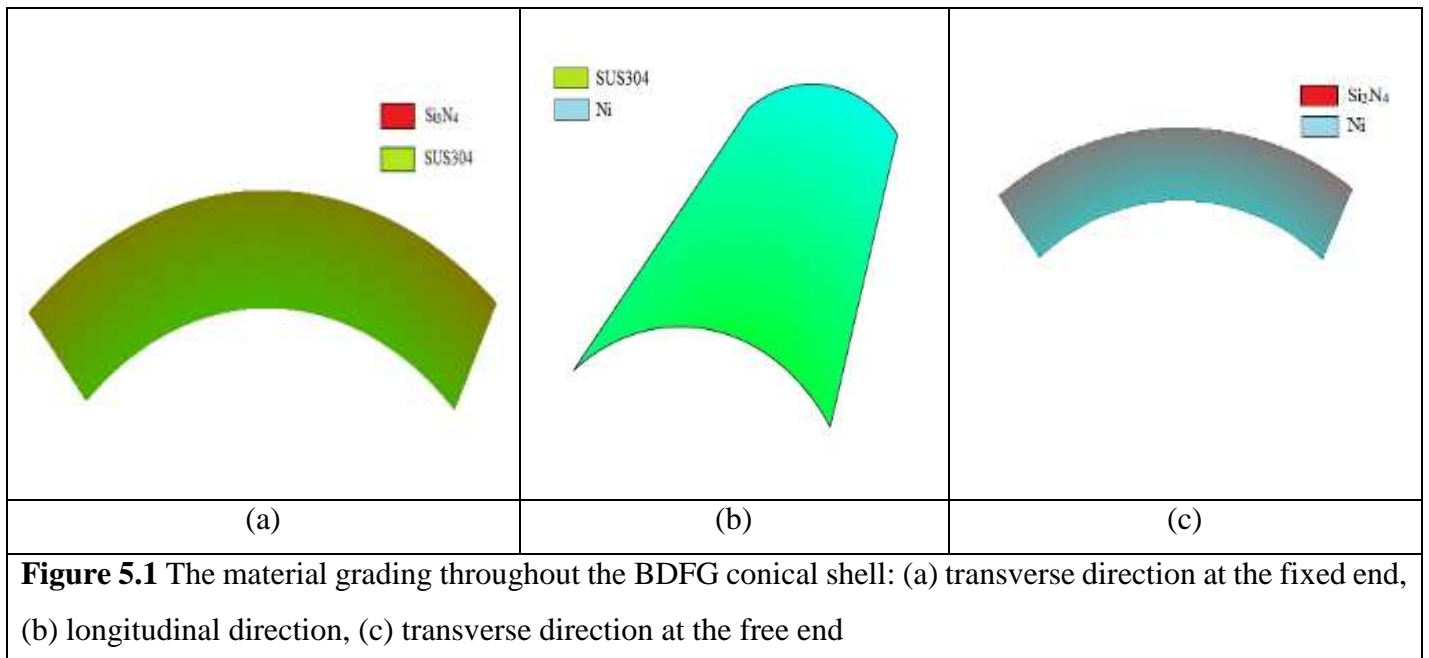 Si₃N₄
SUS304
SUS304
Ni
Si₃N₄
Ni
(a)
(b)
(c)
Figure 5.1 The material grading throughout the BDFG conical shell: (a) transverse direction at the fixed end,
(b) longitudinal direction, (c) transverse direction at the free end